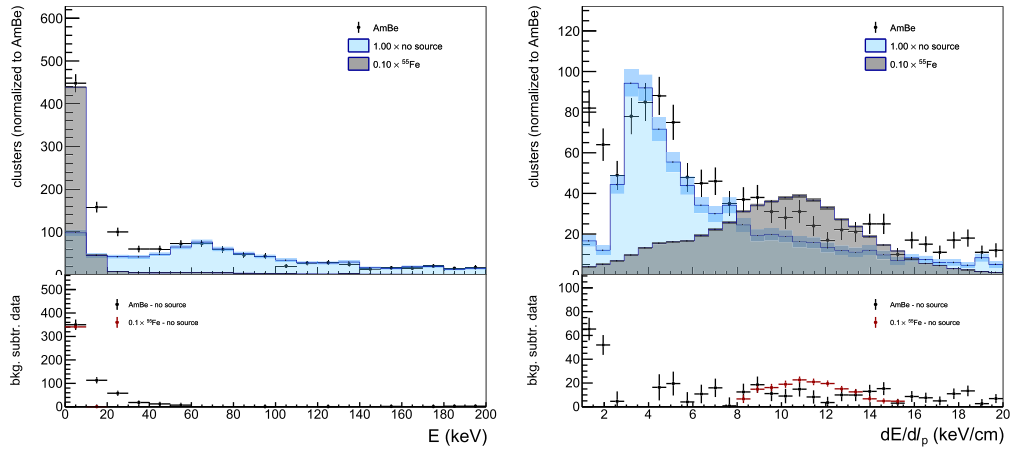 clusters (normalized to AmBe)
600
500
400
300
200
100
0
AmBe
1.00 × no source
0.10 × ⁵⁵Fe
bkg. subtr. data
500
400
300
200
100
0
AmBe - no source
0.1× ⁵⁵Fe - no source
0 20 40 60 80 100 120 140 160 180 200
E (keV)
clusters (normalized to AmBe)
120
100
80
60
40
20
0
AmBe
1.00 × no source
0.10 × ⁵⁵Fe
bkg. subtr. data
100
80
60
40
20
0
AmBe - no source
0.1× ⁵⁵Fe - no source
2 4 6 8 10 12 14 16 18 20
dE/dlₚ (keV/cm)